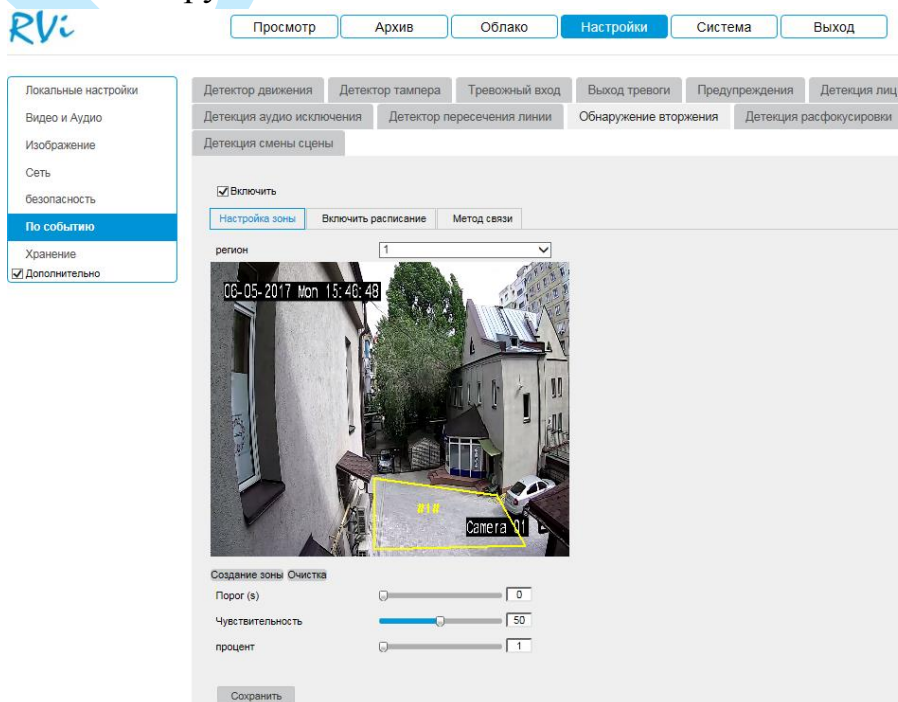 RVi
Просмотр Архив Облако Настройки Система Выход
Локальные настройки
Видео и Аудио
Изображение
Сеть
безопасность
По событию
Хранение
Дополнительно
Детектор движения Детектор тампера Тревожный вход Выход тревоги Предупреждения Детекция лиц
Детекция аудио исключения Детектор пересечения линии Обнаружение вторжения Детекция расфокусировки
Детекция смены сцены
Включить
Настройка зоны Включить расписание Метод связи
регион 1
06-05-2017 Mon 15:46:48
#1#
Camera 01
Создание зоны Очистка
Порог (s) 0
Чувствительность 50
процент 1
Сохранить